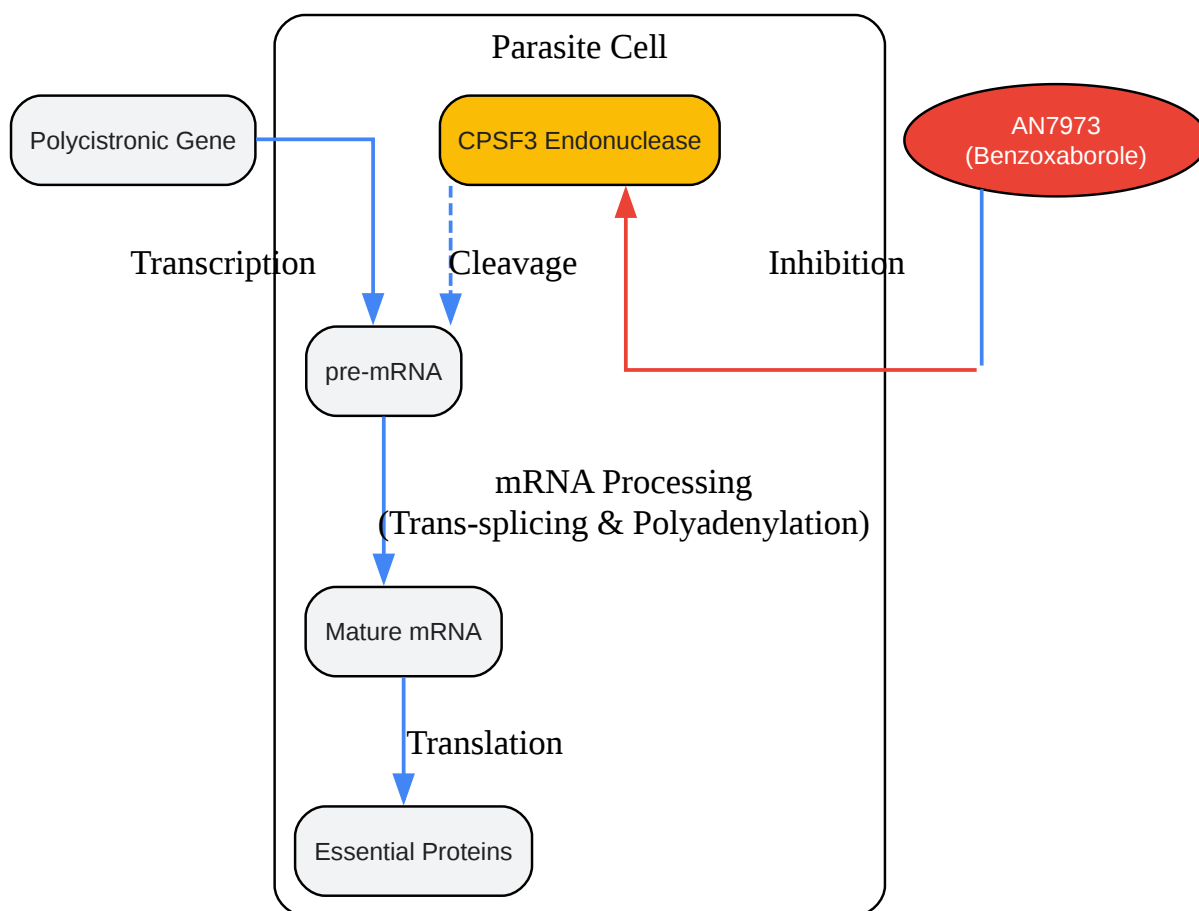 Parasite Cell
Polycistronic Gene
CPSF3 Endonuclease
AN7973
(Benzoxaborole)
Transcription
Cleavage
Inhibition
pre-mRNA
mRNA Processing
(Trans-splicing & Polyadenylation)
Mature mRNA
Translation
Essential Proteins